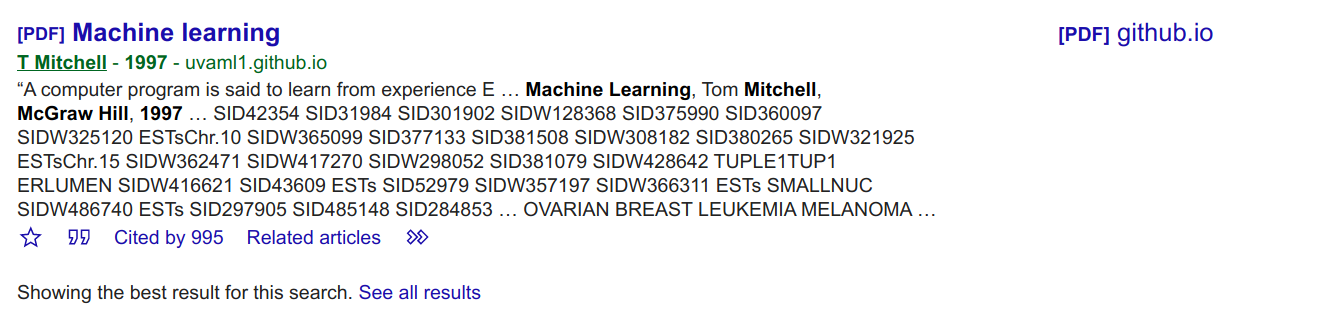 [PDF] Machine learning
[PDF] github.io
T Mitchell - 1997 - uvaml1.github.io
“A computer program is said to learn from experience E … Machine Learning, Tom Mitchell,
McGraw Hill, 1997 … SID42354 SID31984 SID301902 SIDW128368 SID375990 SID360097
SIDW325120 ESTsChr.10 SIDW365099 SID377133 SID381508 SIDW308182 SID380265 SIDW321925
ESTsChr.15 SIDW362471 SIDW417270 SIDW298052 SID381079 SIDW428642 TUPLE1TUP1
ERLUMEN SIDW416621 SID43609 ESTs SID52979 SIDW357197 SIDW366311 ESTs SMALLNUC
SIDW486740 ESTs SID297905 SID485148 SID284853 … OVARIAN BREAST LEUKEMIA MELANOMA …
Cited by 995 Related articles
Showing the best result for this search. See all results